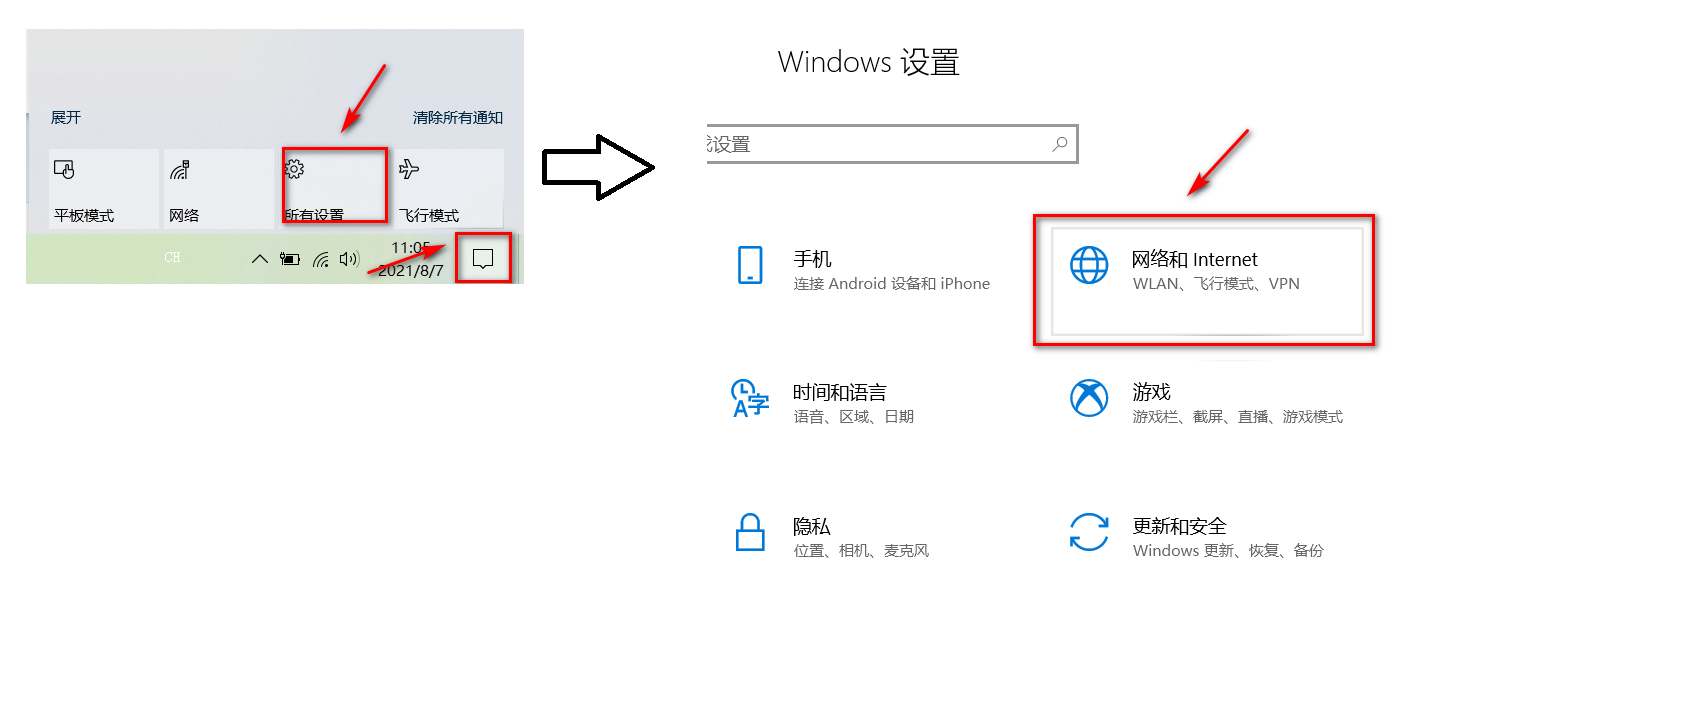 展开
清除所有通知
平板模式
网络
所有设置
飞行模式
CH
11:05
2021/8/7
Windows 设置
找设置
手机
连接 Android 设备和 iPhone
网络和 Internet
WLAN、飞行模式、VPN
时间和语言
语音、区域、日期
游戏
游戏栏、截屏、直播、游戏模式
隐私
位置、相机、麦克风
更新和安全
Windows 更新、恢复、备份